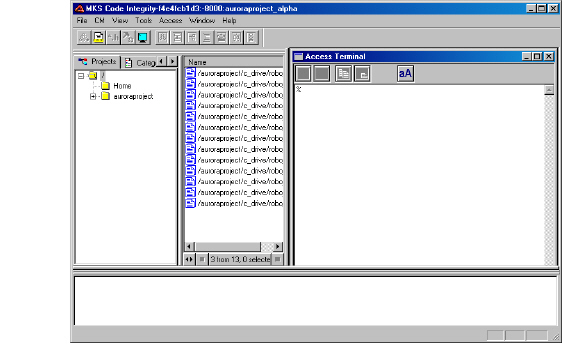 MKS Code Integrity-f4e4fcb1d3:-8000:auroraproject_alpha
File CM View Tools Access Window Help
Projects
Categ
/
Home
auroraproject
Name
/auroraproject/c_drive/robo
/auroraproject/c_drive/robo
/auroraproject/c_drive/robo
/auroraproject/c_drive/robo
/auroraproject/c_drive/robo
/auroraproject/c_drive/robo
/auroraproject/c_drive/robo
/auroraproject/c_drive/robo
/auroraproject/c_drive/robo
/auroraproject/c_drive/robo
/auroraproject/c_drive/robo
/auroraproject/c_drive/robo
/auroraproject/c_drive/robo
3 from 13, 0 selecte
Access Terminal
aA
%